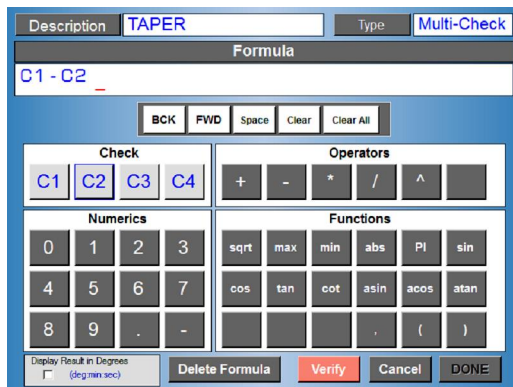 Description TAPER Type Multi-Check
Formula
C1 - C2 _
BCK FWD Space Clear Clear All
Check Operators
C1 C2 C3 C4 + - * / ^
Numerics Functions
0 1 2 3 sqrt max min abs PI sin
4 5 6 7 cos tan cot asin acos atan
8 9 . - , ( )
Display Result in Degrees
(deg:min:sec)
Delete Formula Verify Cancel DONE